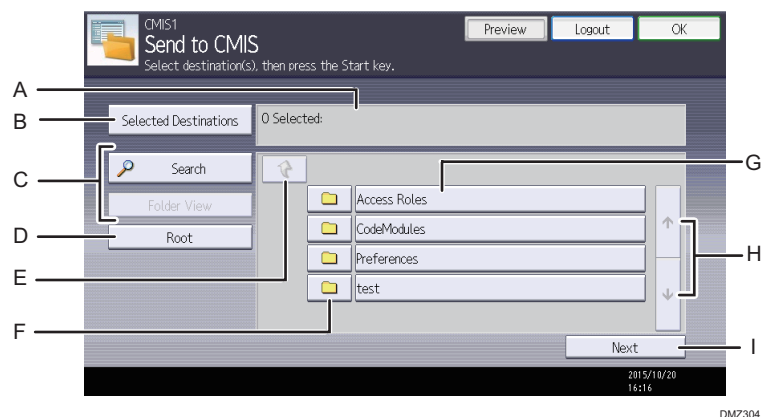 CMIS1
Send to CMIS
Select destination(s), then press the Start key.
Preview
Logout
OK
A
B
Selected Destinations
0 Selected:
C
Search
G
Access Roles
Folder View
CodeModules
D
Root
H
E
Preferences
F
test
Next
I
2015/10/20
16:16
DMZ304